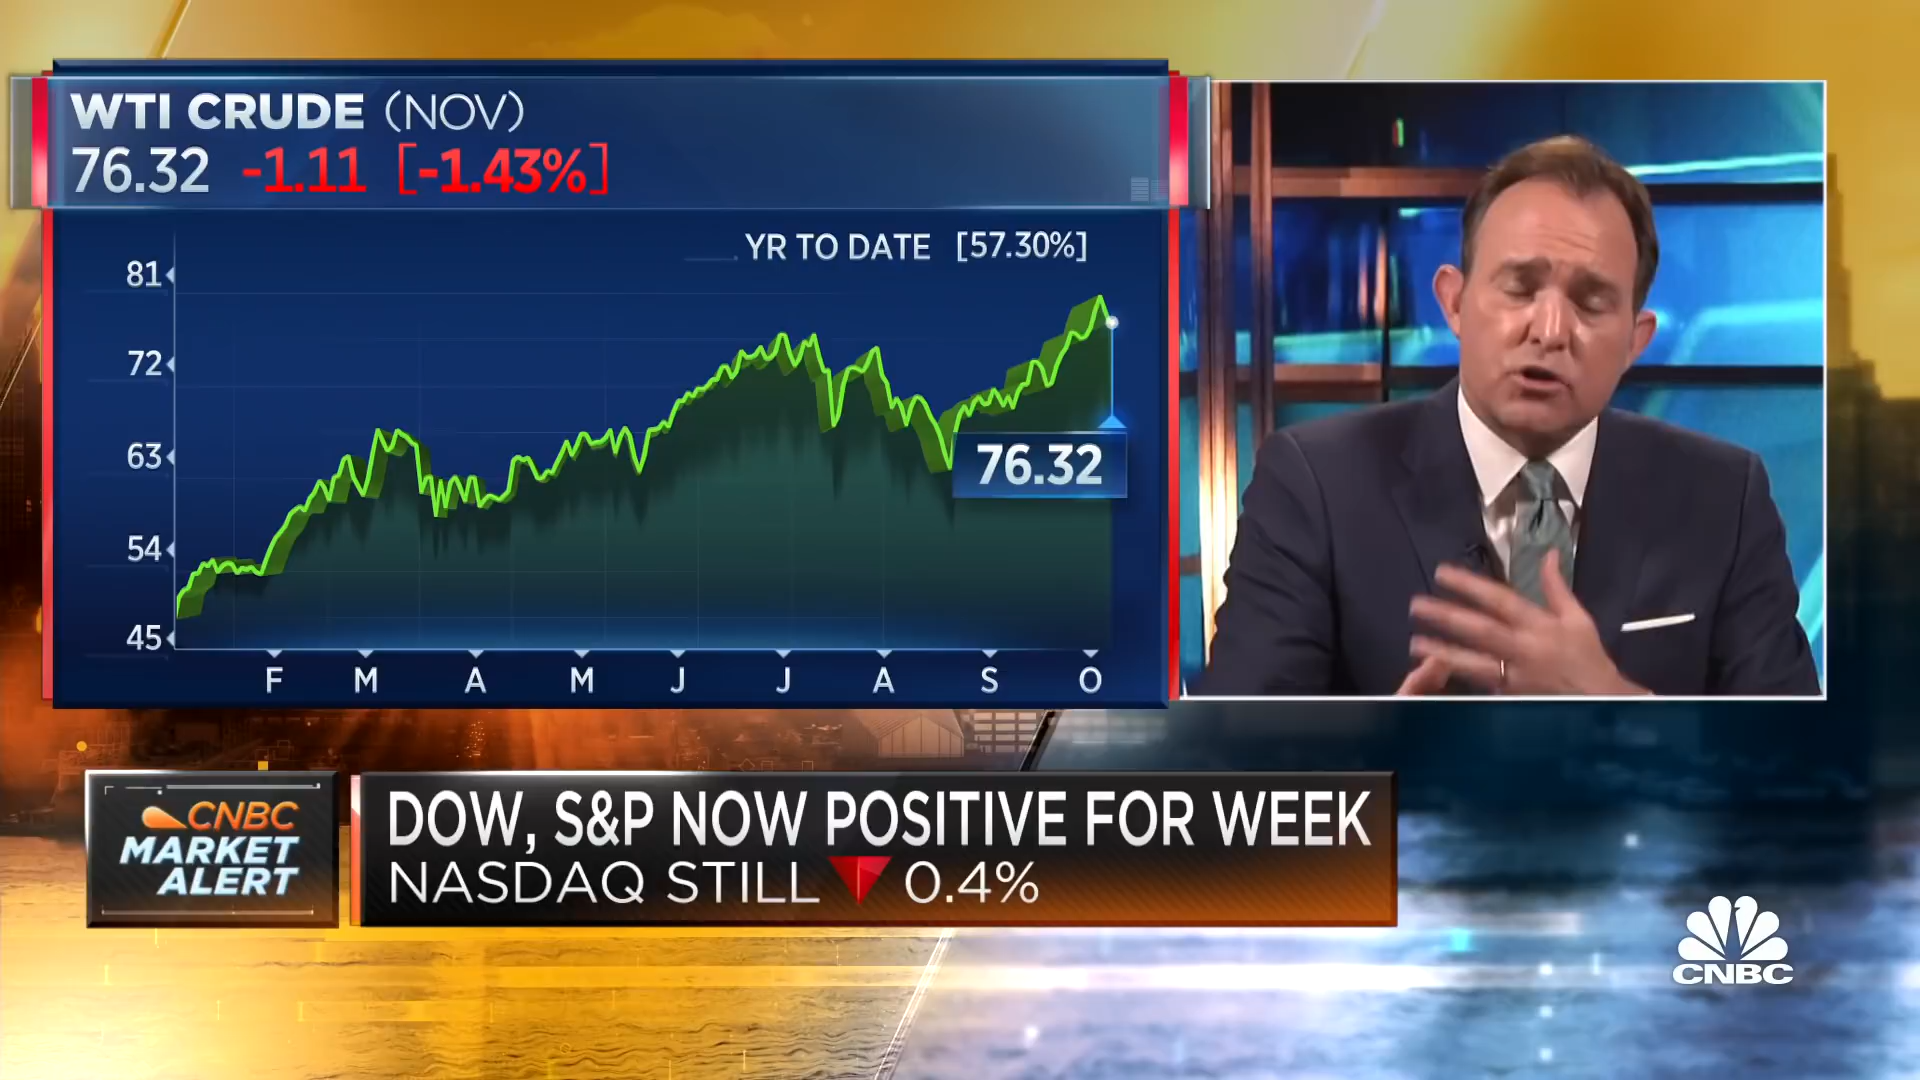 WTI CRUDE (NOV)
76.32 -1.11 [-1.43%]
YR TO DATE [57.30%]
81
72
63
54
45
76.32
F M A M J J A S O
CNBC
MARKET
ALERT
DOW, S&P NOW POSITIVE FOR WEEK
NASDAQ STILL ▼ 0.4%
CNBC